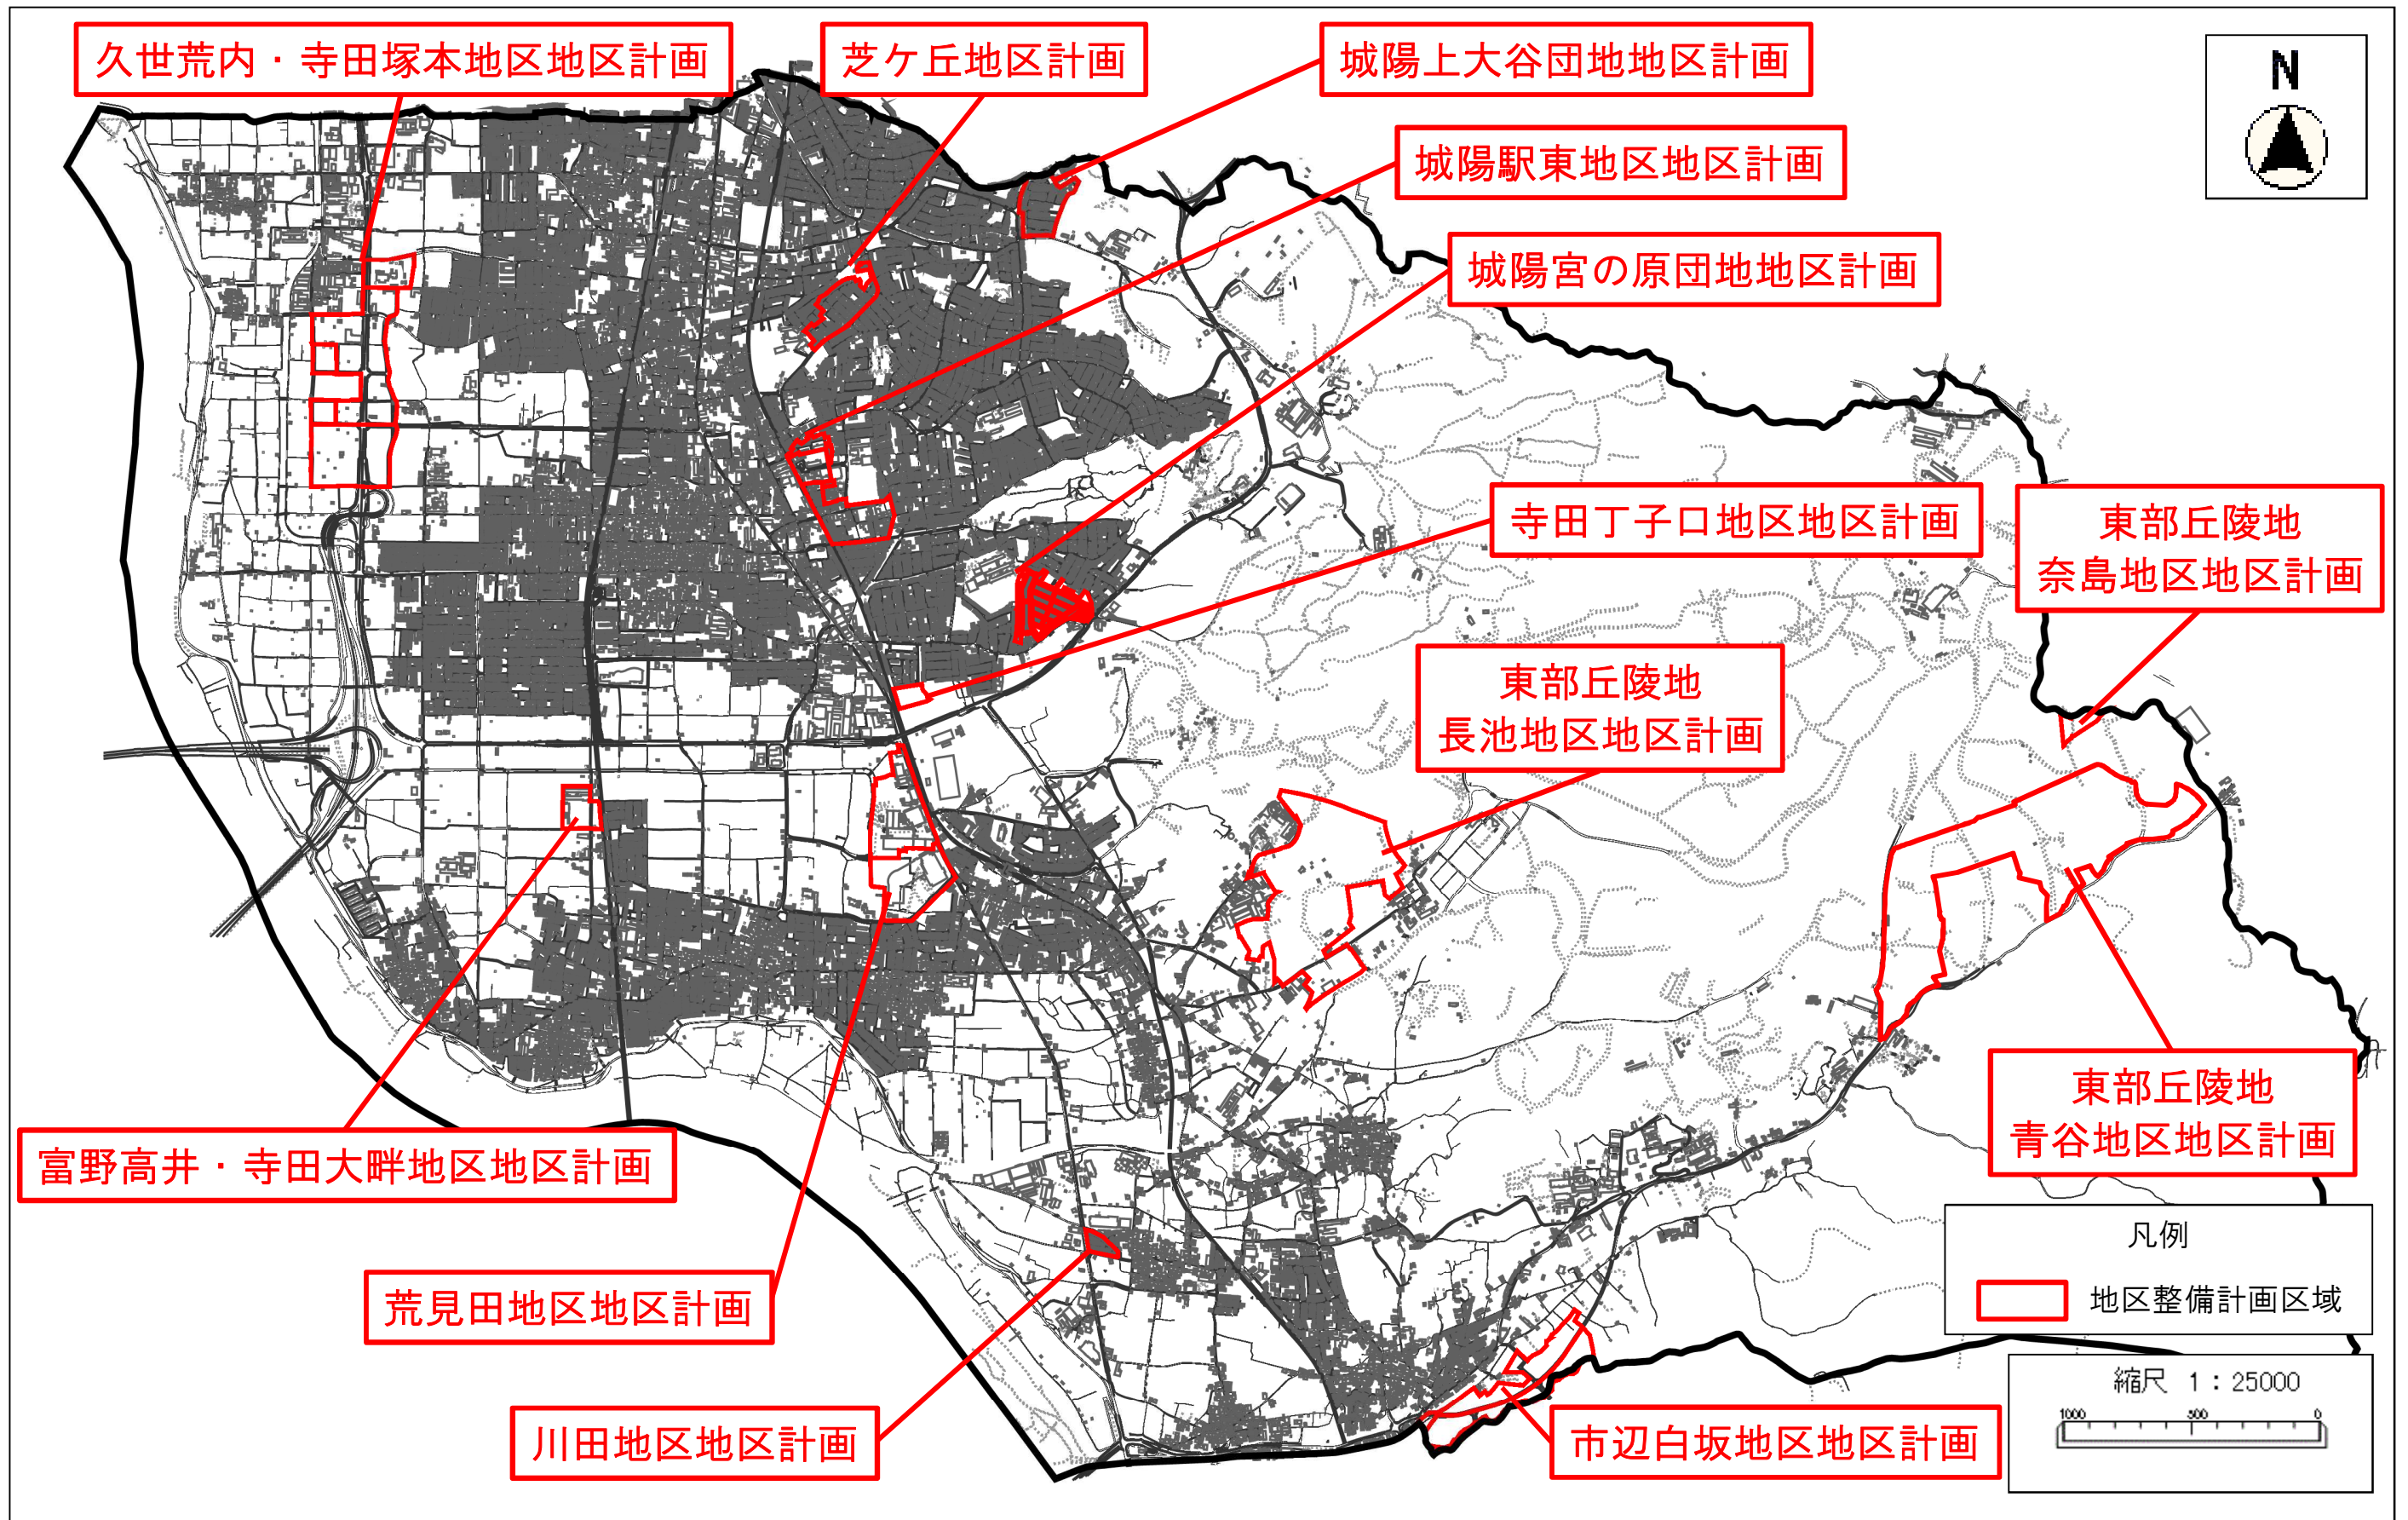 久世荒内・寺田塚本地区地区計画
芝ケ丘地区計画
城陽上大谷団地地区計画
N
城陽駅東地区地区計画
城陽宮の原団地地区計画
寺田丁子口地区地区計画
東部丘陵地
奈島地区地区計画
東部丘陵地
長池地区地区計画
東部丘陵地
青谷地区地区計画
富野高井・寺田大畔地区地区計画
荒見田地区地区計画
川田地区地区計画
市辺白坂地区地区計画
凡例
地区整備計画区域
縮尺 1：25000
1000 500 0